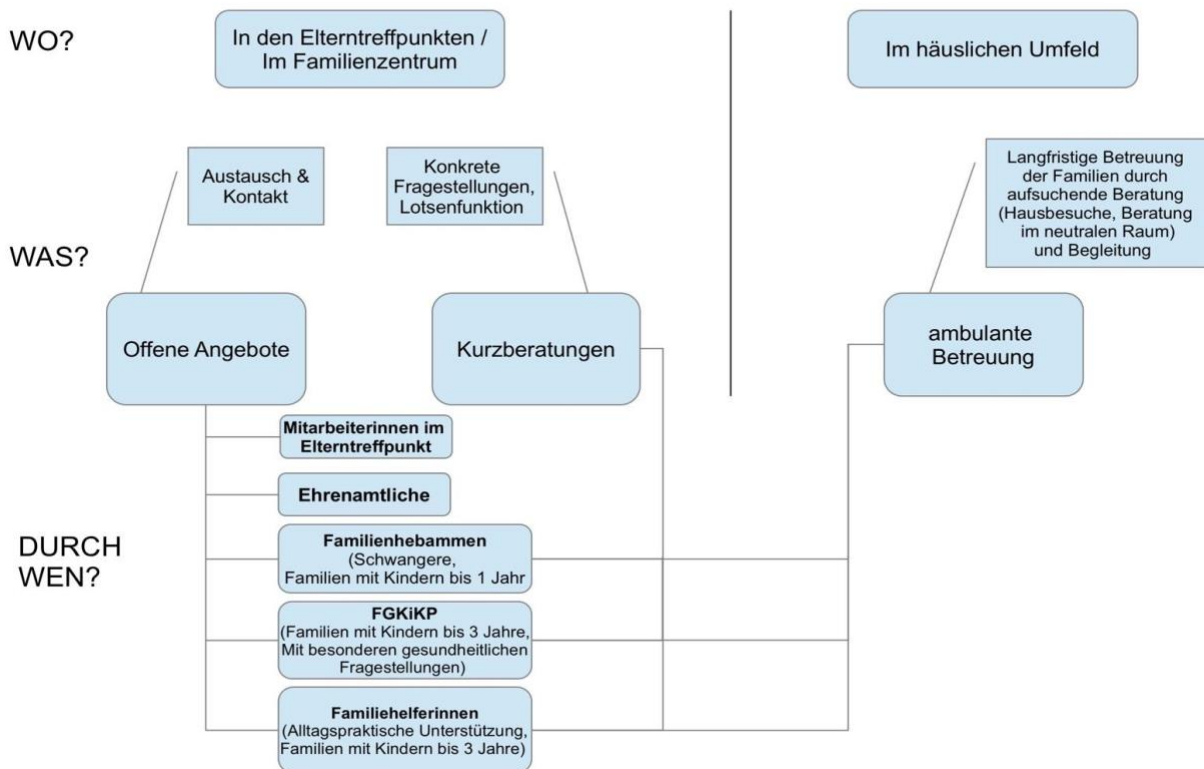 WO?
In den Elterntreffpunkten /
Im Familienzentrum
Im häuslichen Umfeld
WAS?
Austausch &
Kontakt
Konkrete
Fragestellungen,
Lotsenfunktion
Langfristige Betreuung
der Familien durch
aufsuchende Beratung
(Hausbesuche, Beratung
im neutralen Raum)
und Begleitung
Offene Angebote
Kurzberatungen
ambulante
Betreuung
DURCH
WEN?
Mitarbeiterinnen im
Elterntreffpunkt
Ehrenamtliche
Familienhebammen
(Schwangere,
Familien mit Kindern bis 1 Jahr
FGKiKP
(Familien mit Kindern bis 3 Jahre,
Mit besonderen gesundheitlichen
Fragestellungen)
Familiehelferinnen
(Alltagspraktische Unterstützung,
Familien mit Kindern bis 3 Jahre)